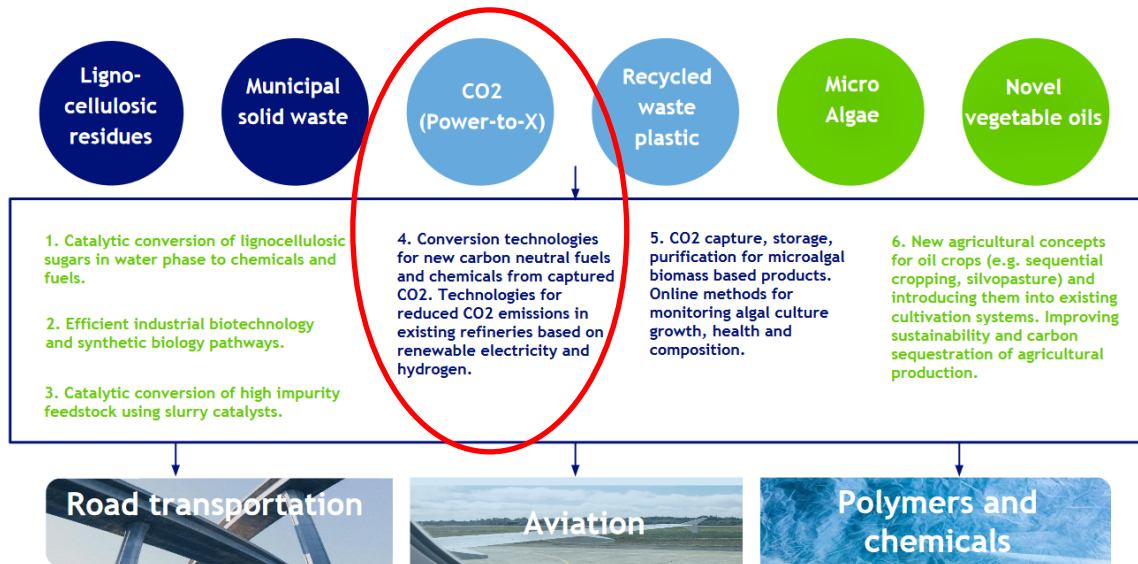 Ligno-
cellulosic
residues
Municipal
solid waste
CO2
(Power-to-X)
Recycled
waste
plastic
Micro
Algae
Novel
vegetable oils
1. Catalytic conversion of lignocellulosic
sugars in water phase to chemicals and
fuels.
2. Efficient industrial biotechnology
and synthetic biology pathways.
3. Catalytic conversion of high impurity
feedstock using slurry catalysts.
4. Conversion technologies
for new carbon neutral fuels
and chemicals from captured
CO2. Technologies for
reduced CO2 emissions in
existing refineries based on
renewable electricity and
hydrogen.
5. CO2 capture, storage,
purification for microalgal
biomass based products.
Online methods for
monitoring algal culture
growth, health and
composition.
6. New agricultural concepts
for oil crops (e.g. sequential
cropping, silvopasture) and
introducing them into existing
cultivation systems. Improving
sustainability and carbon
sequestration of agricultural
production.
Road transportation
Aviation
Polymers and
chemicals